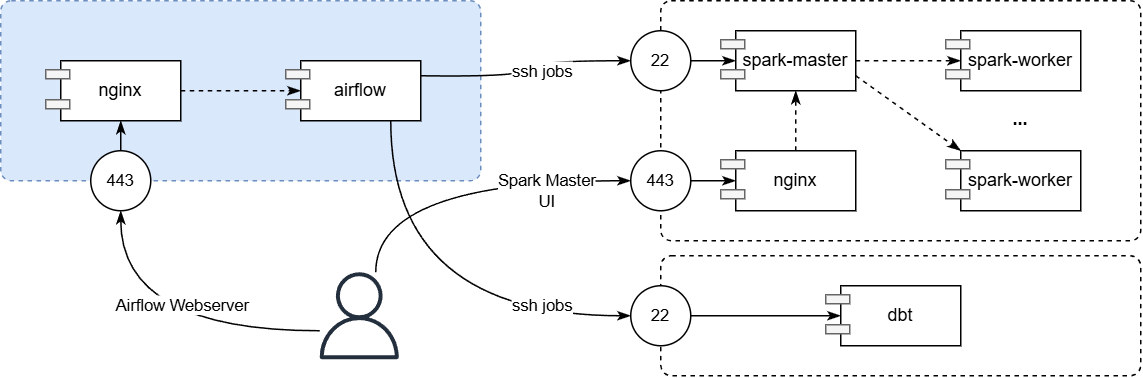 nginx
airflow
443
Airflow Webserver
ssh jobs
22
spark-master
spark-worker
...
Spark Master
UI
443
nginx
spark-worker
ssh jobs
22
dbt